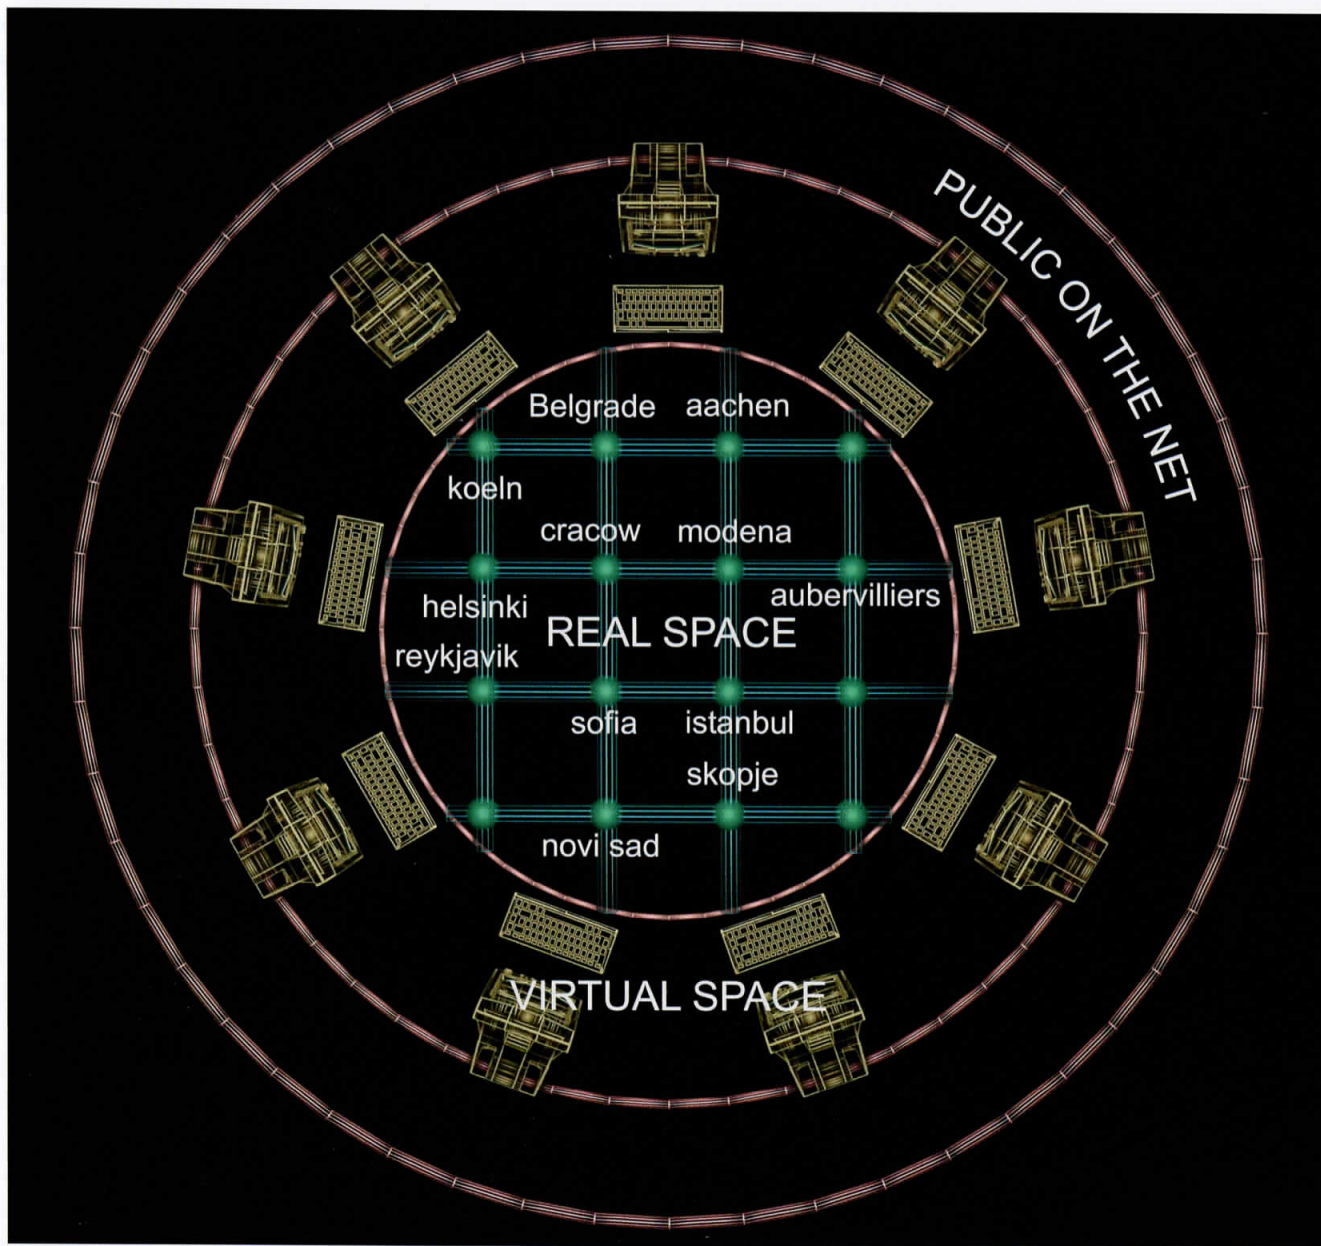 PUBLIC ON THE NET
Belgrade aachen
koeln
cracow modena
aubervilliers
helsinki
REAL SPACE
reykjavik
sofia istanbul
skopje
novi sad
VIRTUAL SPACE